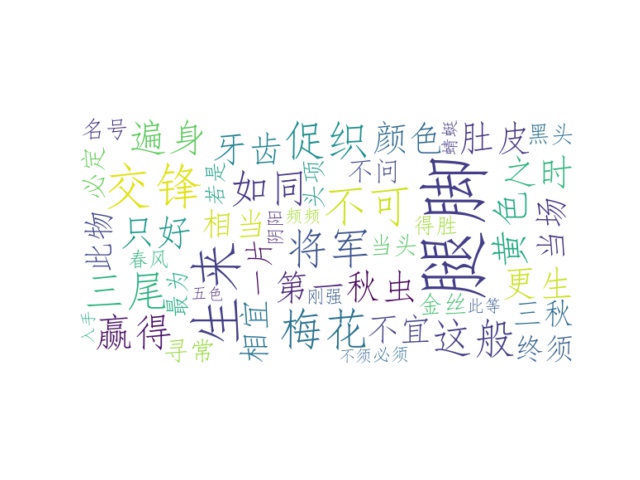 名号
遍身
牙齿
促织
颜色
蜻蜓
肚皮
黑头
必定
交锋
若是
如同
头项
不问
不可
腿脚
黄色
之时
此物
只好
相当
频频
阴阳
得胜
当场
春风
生来
一片
将军
当头
三尾
最为
五色
第一
刚强
秋虫
金丝
此等
更生
入手
赢得
寻常
相宜
梅花
不宜
这般
三秋
不须
必须
终须